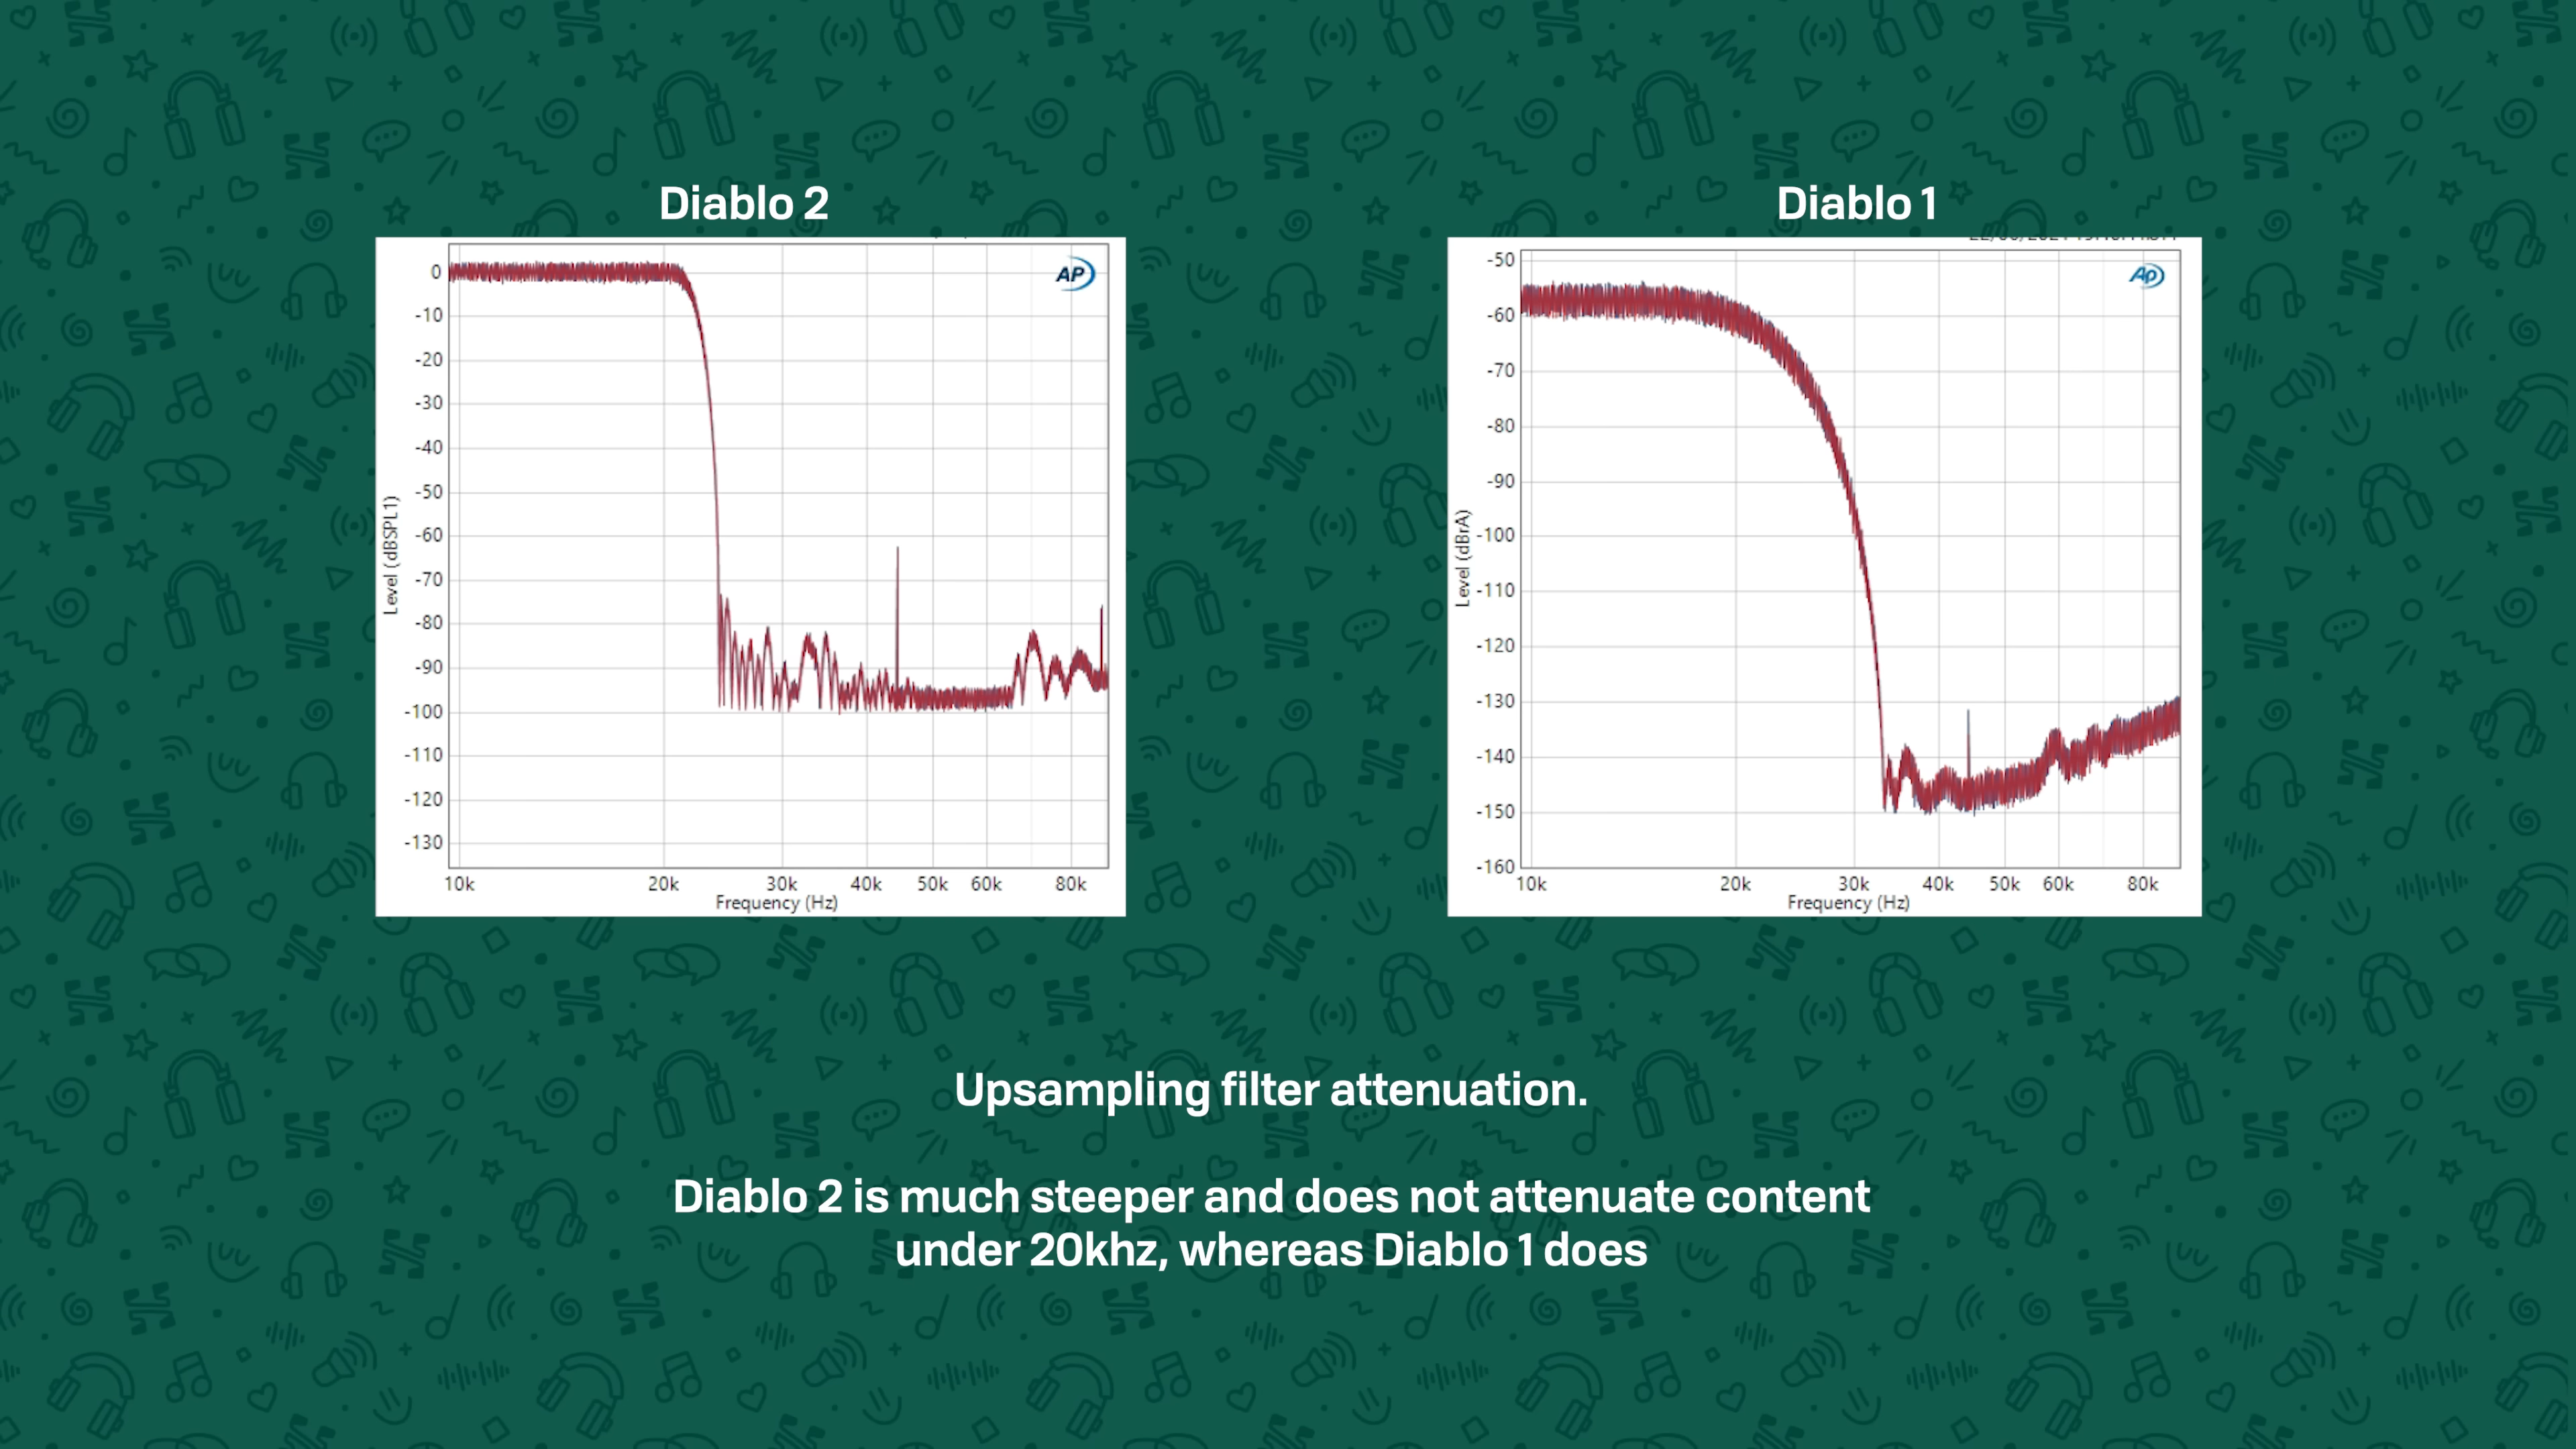 Diablo 2
Diablo 1
AP
0
-10
-20
-30
-40
-50
-60
-70
-80
-90
-100
-110
-120
-130
Level (dBSPL1)
10k 20k 30k 40k 50k 60k 80k
Frequency (Hz)
Ap
-50
-60
-70
-80
-90
-100
-110
-120
-130
-140
-150
-160
Level (dBrA)
10k 20k 30k 40k 50k 60k 80k
Frequency (Hz)
Upsampling filter attenuation.
Diablo 2 is much steeper and does not attenuate content
under 20khz, whereas Diablo 1 does